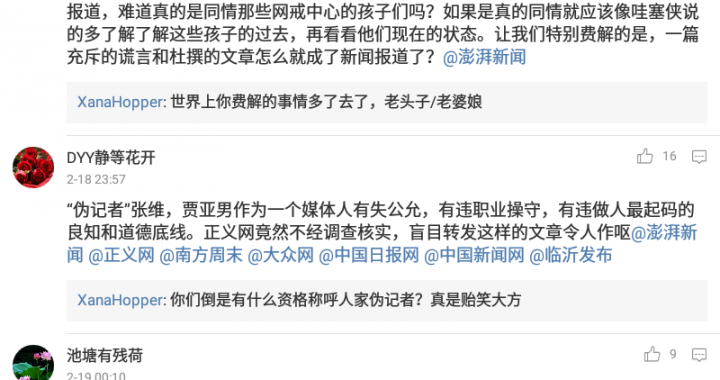 报道，难道真的是同情那些网戒中心的孩子们吗？如果是真的同情就应该像哇塞侠说
的多了解了解这些孩子的过去，再看看他们现在的状态。让我们特别费解的是，一篇
充斥的谎言和杜撰的文章怎么就成了新闻报道了？@澎湃新闻
XanaHopper: 世界上你费解的事情多了去了，老头子/老婆娘
DYY静等花开
16
2-18 23:57
“伪记者”张维，贾亚男作为一个媒体人有失公允，有违职业操守，有违做人最起码的
良知和道德底线。正义网竟然不经调查核实，盲目转发这样的文章令人作呕@澎湃新
闻 @正义网 @南方周末 @大众网 @中国日报网 @中国新闻网 @临沂发布
XanaHopper: 你们倒是有什么资格称呼人家伪记者？真是贻笑大方
池塘有残荷
9
2-19 00:10